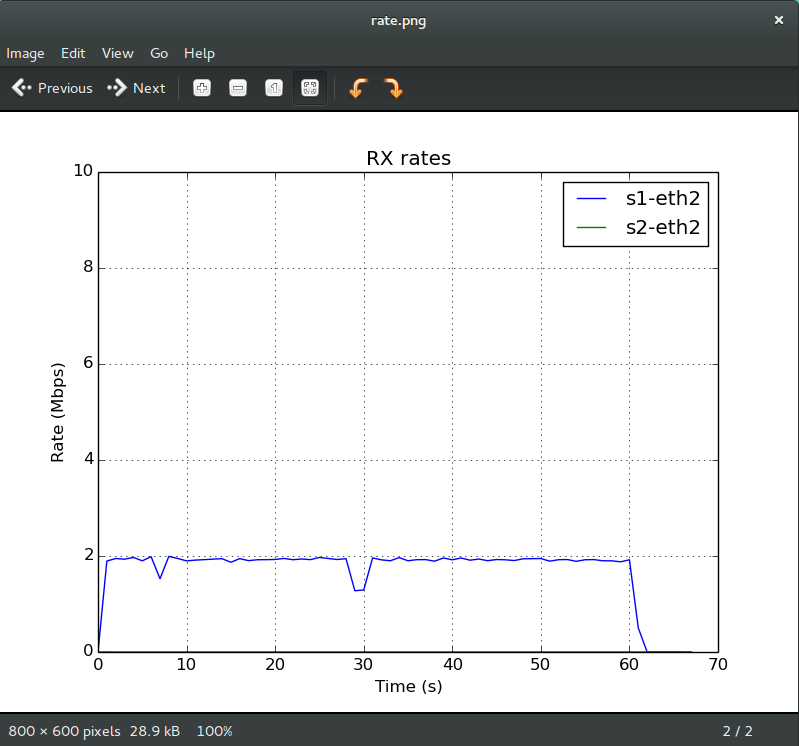 rate.png ×
Image Edit View Go Help
Previous Next
RX rates
10
8
6
4
2
0
Rate (Mbps)
s1-eth2
s2-eth2
0 10 20 30 40 50 60 70
Time (s)
800 × 600 pixels 28.9 kB 100% 2 / 2